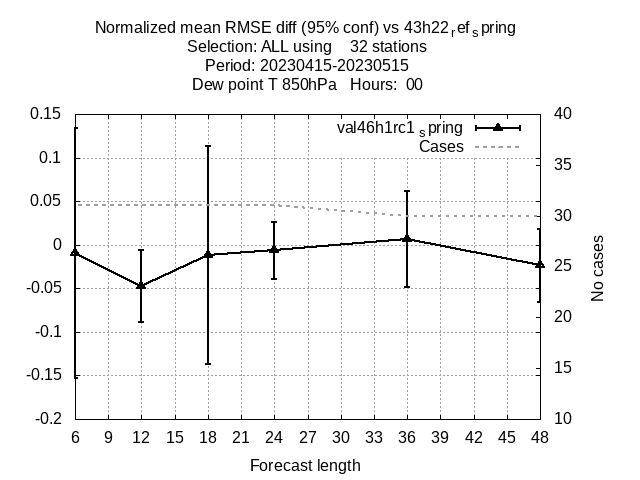 Normalized mean RMSE diff (95% conf) vs 43h22refspring
Selection: ALL using 32 stations
Period: 20230415-20230515
Dew point T 850hPa Hours: 00
val46h1rc1spring
Cases
0.15
0.1
0.05
0
-0.05
-0.1
-0.15
-0.2
40
35
30
25
20
15
10
No cases
6 9 12 15 18 21 24 27 30 33 36 39 42 45 48
Forecast length